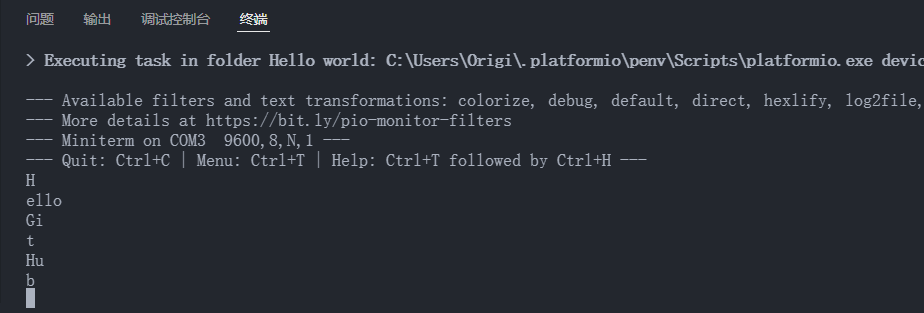 问题 输出 调试控制台 终端
> Executing task in folder Hello world: C:\Users\Origi\.platformio\penv\Scripts\platformio.exe devic
--- Available filters and text transformations: colorize, debug, default, direct, hexlify, log2file,
--- More details at https://bit.ly/pio-monitor-filters
--- Miniterm on COM3  9600,8,N,1 ---
--- Quit: Ctrl+C | Menu: Ctrl+T | Help: Ctrl+T followed by Ctrl+H ---
H
ello
Gi
t
Hu
b